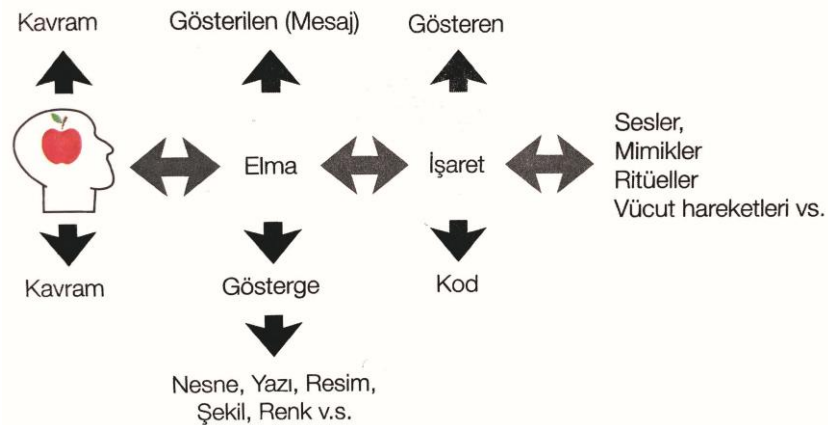 Kavram
Gösterilen (Mesaj)
Gösteren
Elma
İşaret
Sesler,
Mimikler
Ritüeller
Vücut hareketleri vs.
Kavram
Gösterge
Kod
Nesne, Yazı, Resim,
Şekil, Renk v.s.